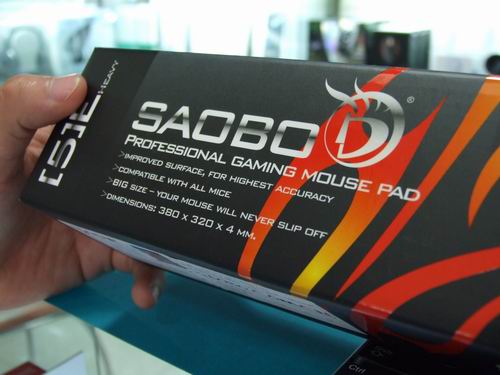 [5]E HEAVY
SAOBO
PROFESSIONAL GAMING MOUSE PAD
>IMPROVED SURFACE, FOR HIGHEST ACCURACY
>COMPATIBLE WITH ALL MICE
>BIG SIZE - YOUR MOUSE WILL NEVER SLIP OFF
>DIMENSIONS: 380 X 320 X 4 MM.
Ctrl